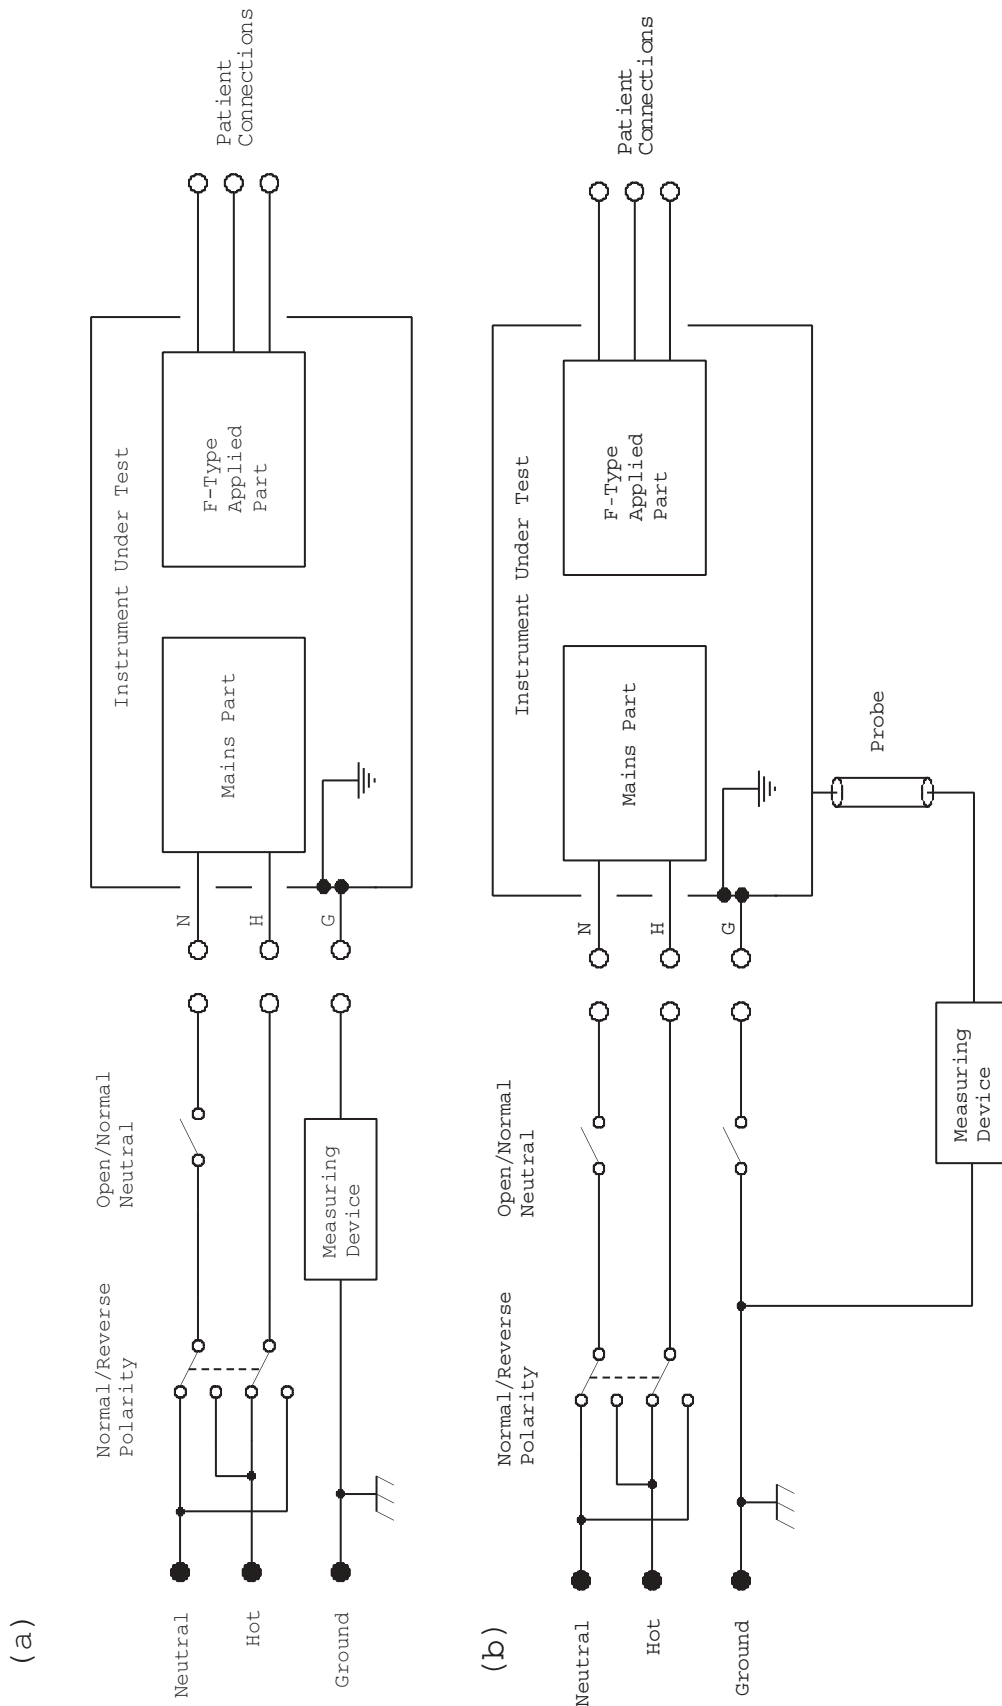 (a)
Neutral
Hot
Ground
Normal/Reverse
Polarity
Open/Normal
Neutral
Measuring
Device
N
H
G
Instrument Under Test
Mains Part
F-Type
Applied
Part
Patient
Connections
(b)
Neutral
Hot
Ground
Normal/Reverse
Polarity
Open/Normal
Neutral
Measuring
Device
N
H
G
Instrument Under Test
Mains Part
F-Type
Applied
Part
Probe
Patient
Connections